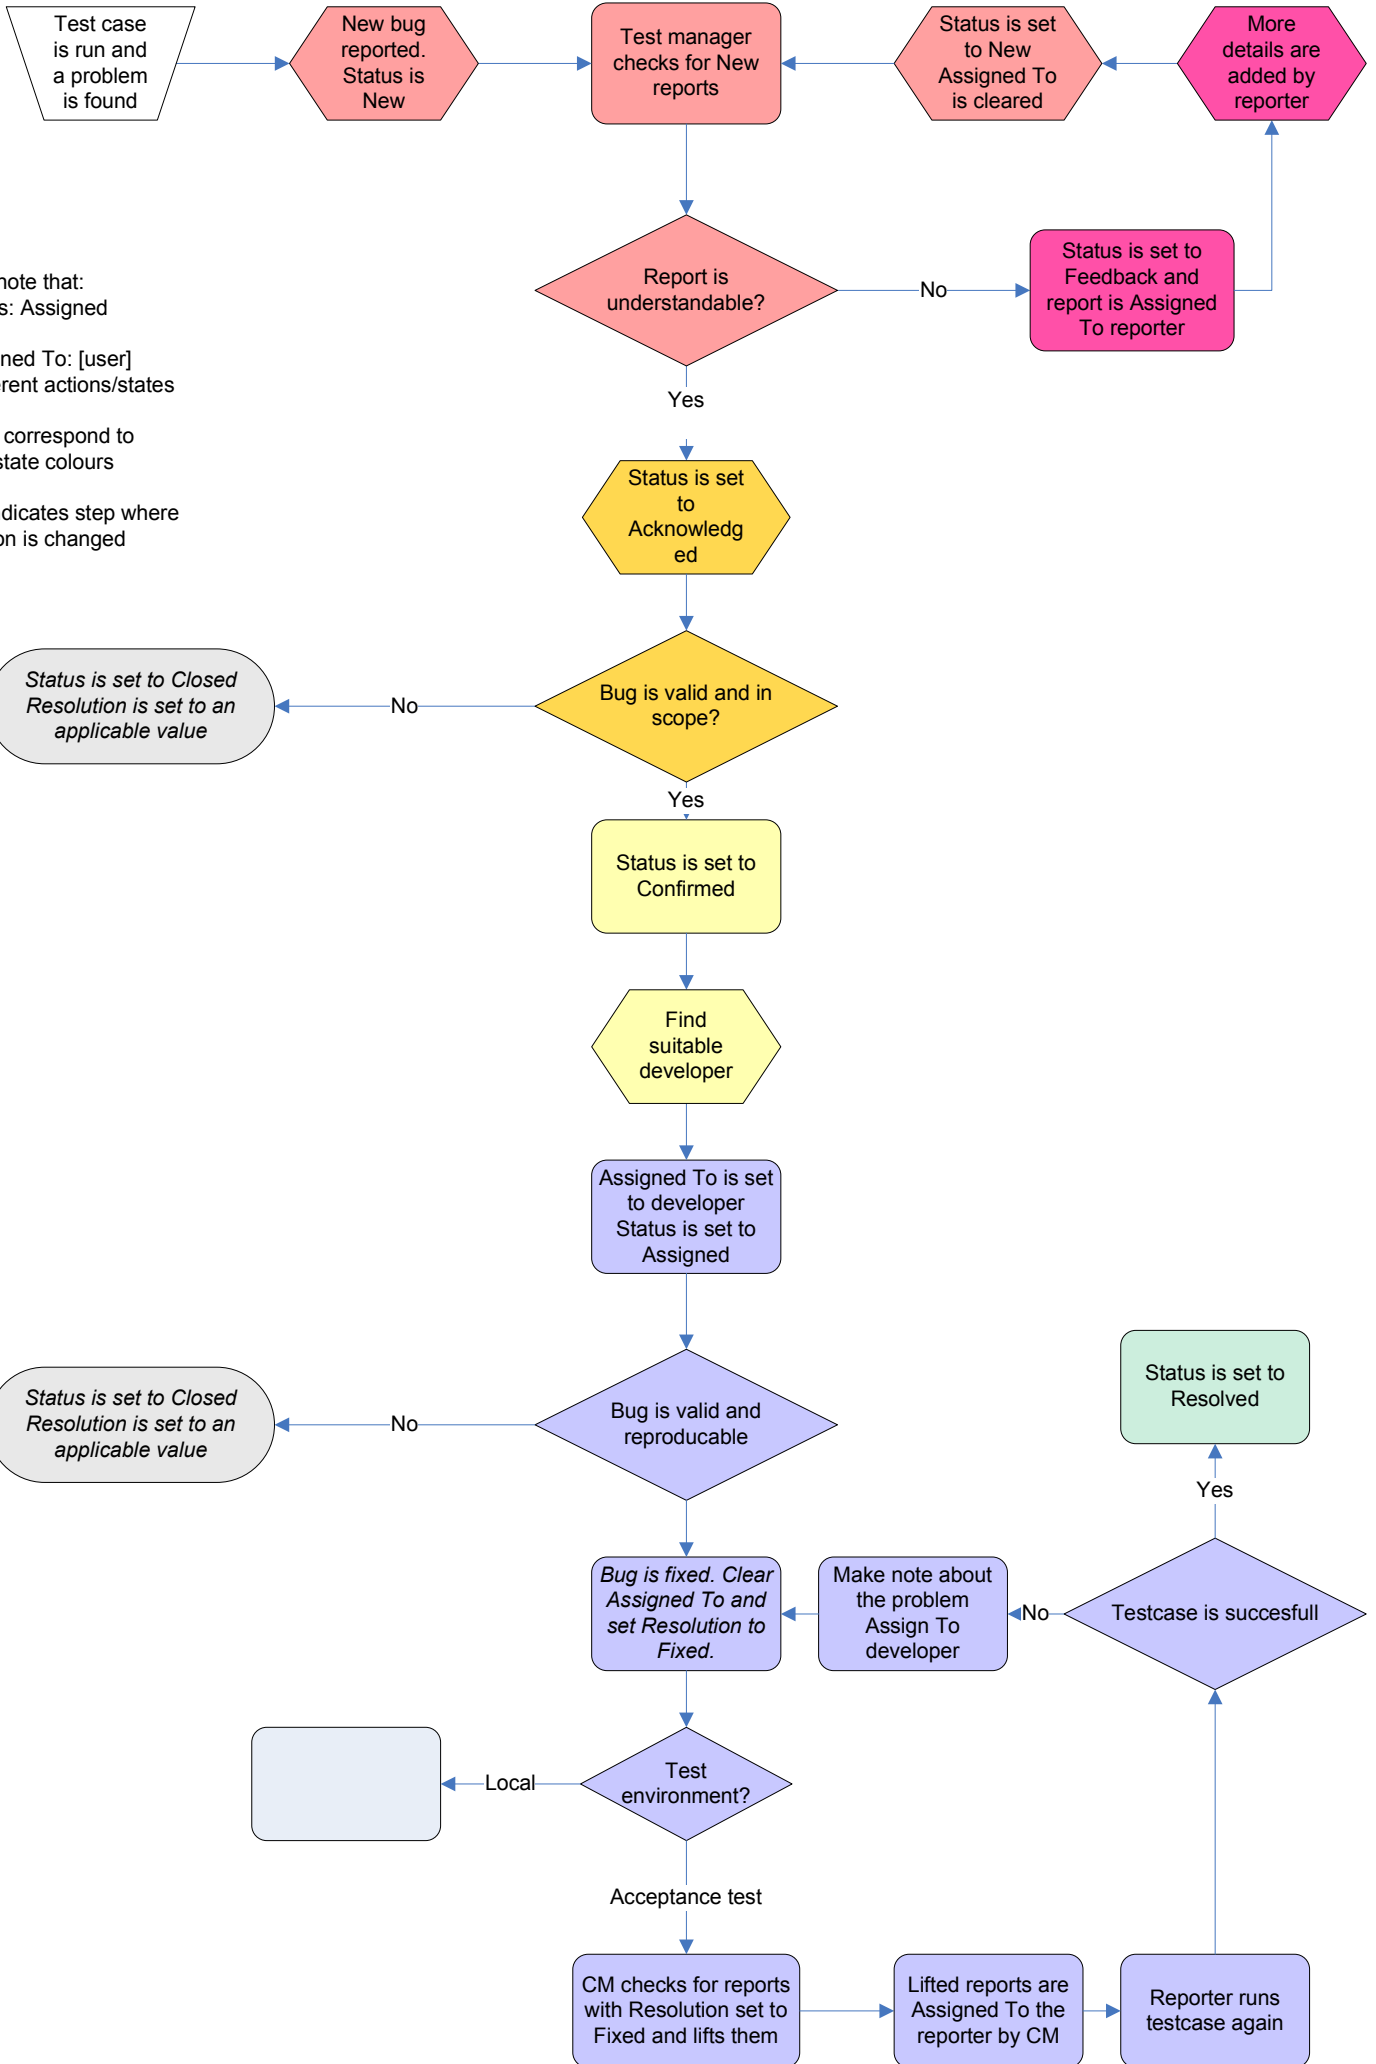 Test case
is run and
a problem
is found
New bug
reported.
Status is
New
Test manager
checks for New
reports
Status is set
to New
Assigned To
is cleared
More
details are
added by
reporter
note that:
s: Assigned
ned To: [user]
erent actions/states
correspond to
state colours
dicates step where
on is changed
Report is
understandable?
No
Status is set to
Feedback and
report is Assigned
To reporter
Yes
Status is set
to
Acknowledg
ed
Bug is valid and in
scope?
No
Status is set to Closed
Resolution is set to an
applicable value
Yes
Status is set to
Confirmed
Find
suitable
developer
Assigned To is set
to developer
Status is set to
Assigned
Bug is valid and
reproducable
No
Status is set to Closed
Resolution is set to an
applicable value
Status is set to
Resolved
Yes
Bug is fixed. Clear
Assigned To and
set Resolution to
Fixed.
Make note about
the problem
Assign To
developer
No
Testcase is succesfull
Test
environment?
Local
Acceptance test
CM checks for reports
with Resolution set to
Fixed and lifts them
Lifted reports are
Assigned To the
reporter by CM
Reporter runs
testcase again